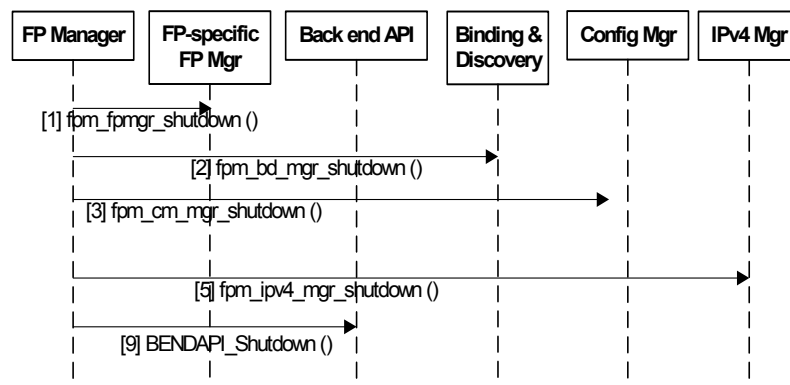 FP Manager
FP-specific
FP Mgr
Back end API
Binding &
Discovery
Config Mgr
IPv4 Mgr
[1] fpm_fpmgr_shutdown ()
[2] fpm_bd_mgr_shutdown ()
[3] fpm_cm_mgr_shutdown ()
[5] fpm_ipv4_mgr_shutdown ()
[9] BENDAPI_Shutdown ()